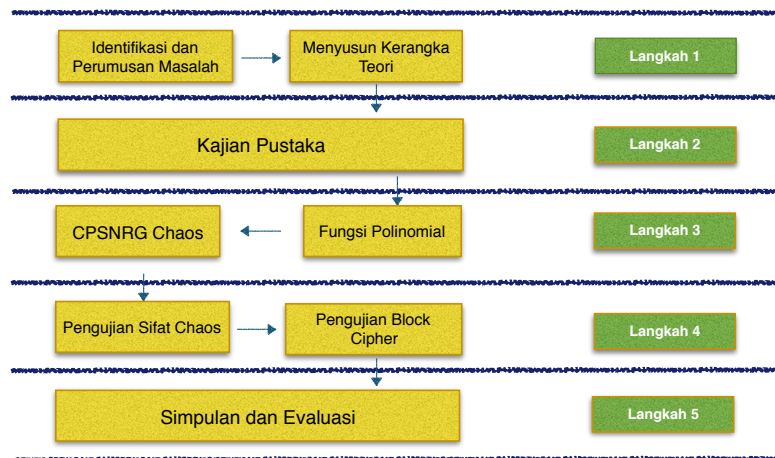 Identifikasi dan
Perumusan Masalah
Menyusun Kerangka
Teori
Langkah 1
Kajian Pustaka
Langkah 2
CPSNRG Chaos
Fungsi Polinomial
Langkah 3
Pengujian Sifat Chaos
Pengujian Block
Cipher
Langkah 4
Simpulan dan Evaluasi
Langkah 5